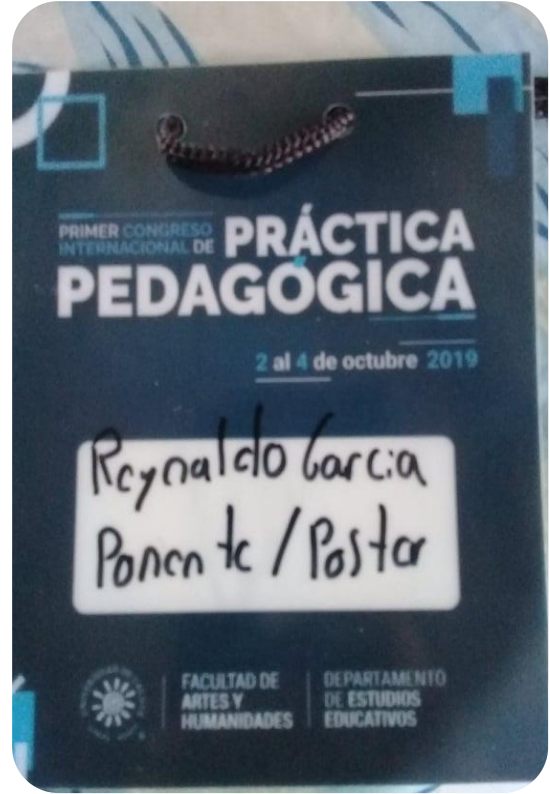 PRIMER CONGRESO
INTERNACIONAL DE PRÁCTICA
PEDAGÓGICA
2 al 4 de octubre 2019
Reynaldo Garcia
Ponente / Poster
FACULTAD DE
ARTES Y
HUMANIDADES
DEPARTAMENTO
DE ESTUDIOS
EDUCATIVOS